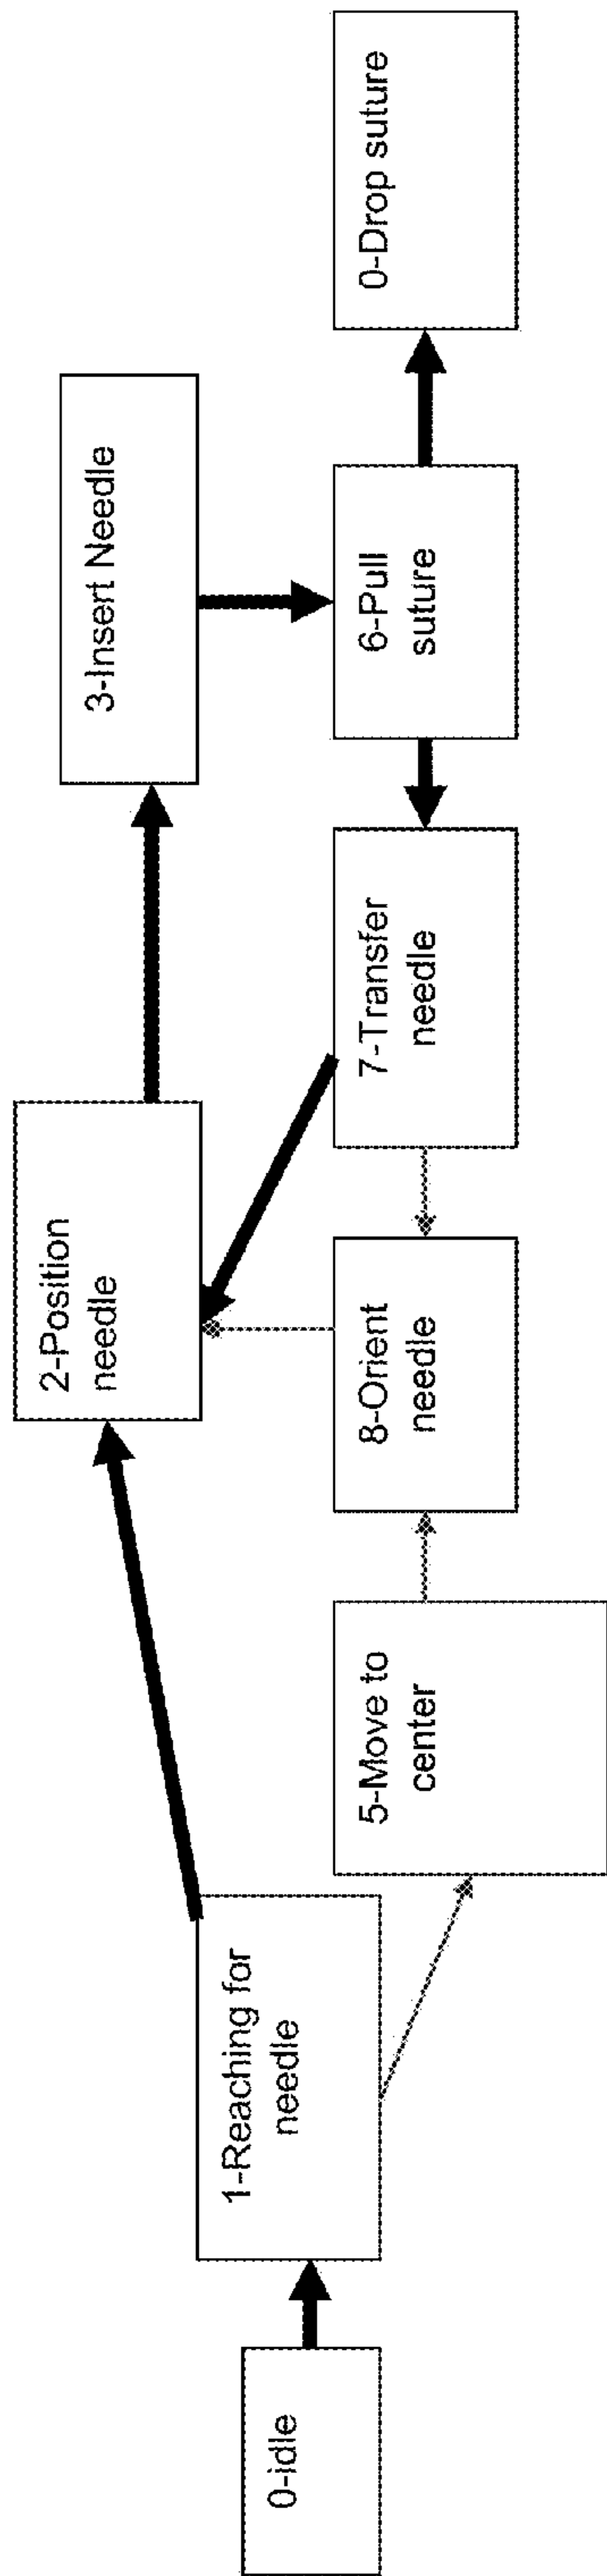 0-idle
1-Reaching for
needle
2-Position
needle
3-Insert Needle
5-Move to
center
8-Orient
needle
7-Transfer
needle
6-Pull
suture
0-Drop suture